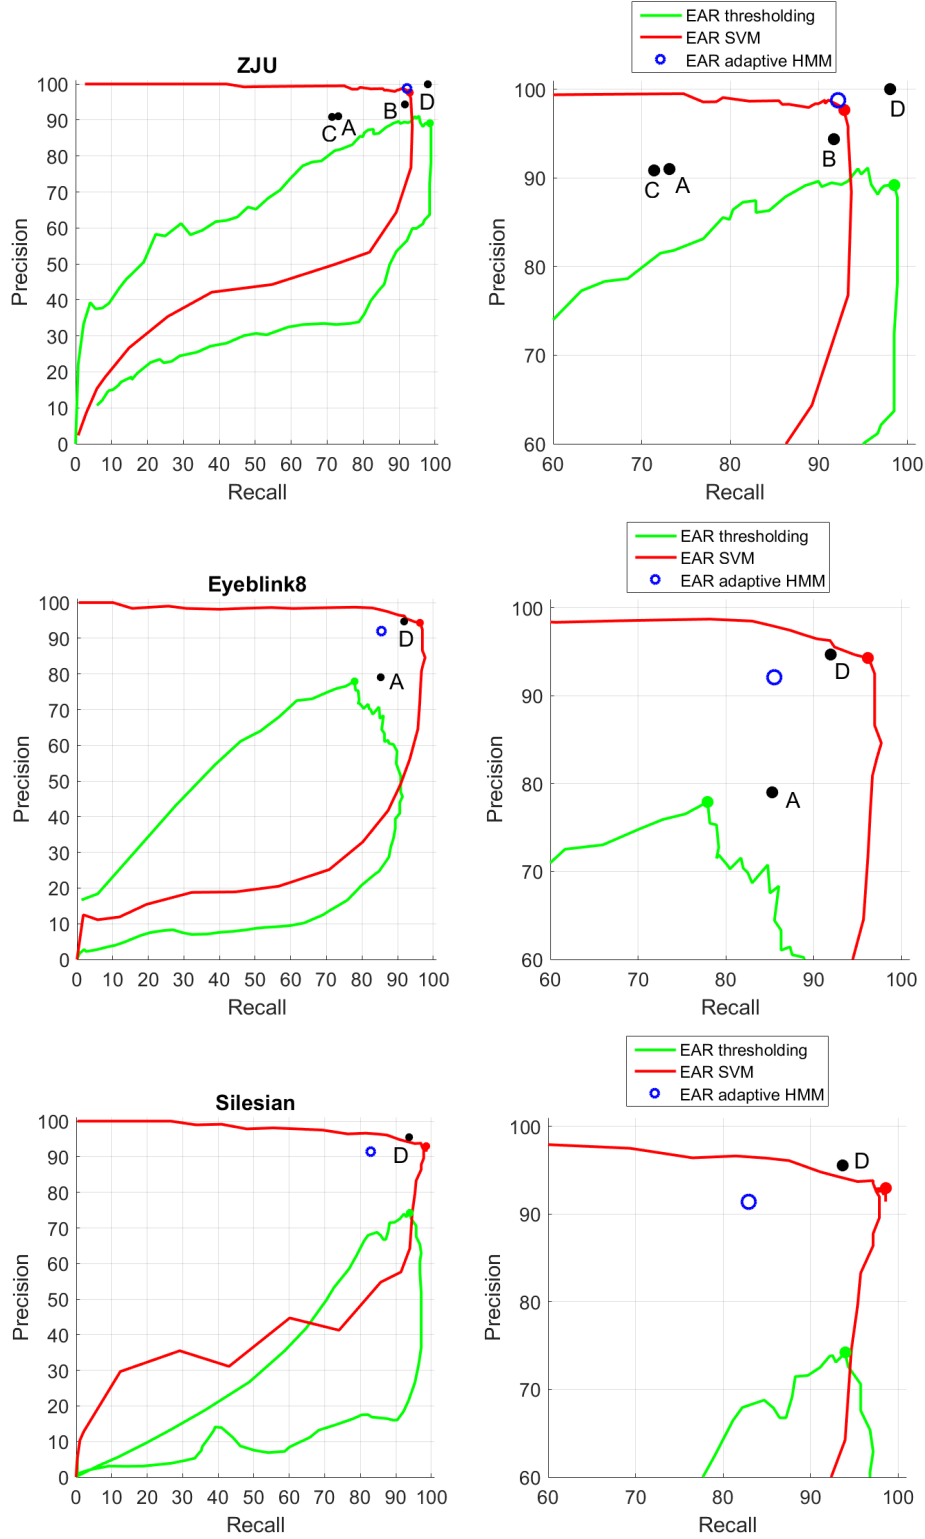 ZJU
100
90
80
70
60
50
40
30
20
10
0
0 10 20 30 40 50 60 70 80 90 100
Precision
Recall
C A B D
EAR thresholding
EAR SVM
EAR adaptive HMM
100
90
80
70
60
60 70 80 90 100
Precision
Recall
C A B D
Eyeblink8
100
90
80
70
60
50
40
30
20
10
0
0 10 20 30 40 50 60 70 80 90 100
Precision
Recall
D
A
EAR thresholding
EAR SVM
EAR adaptive HMM
100
90
80
70
60
60 70 80 90 100
Precision
Recall
D
A
Silesian
100
90
80
70
60
50
40
30
20
10
0
0 10 20 30 40 50 60 70 80 90 100
Precision
Recall
D
EAR thresholding
EAR SVM
EAR adaptive HMM
100
90
80
70
60
60 70 80 90 100
Precision
Recall
D